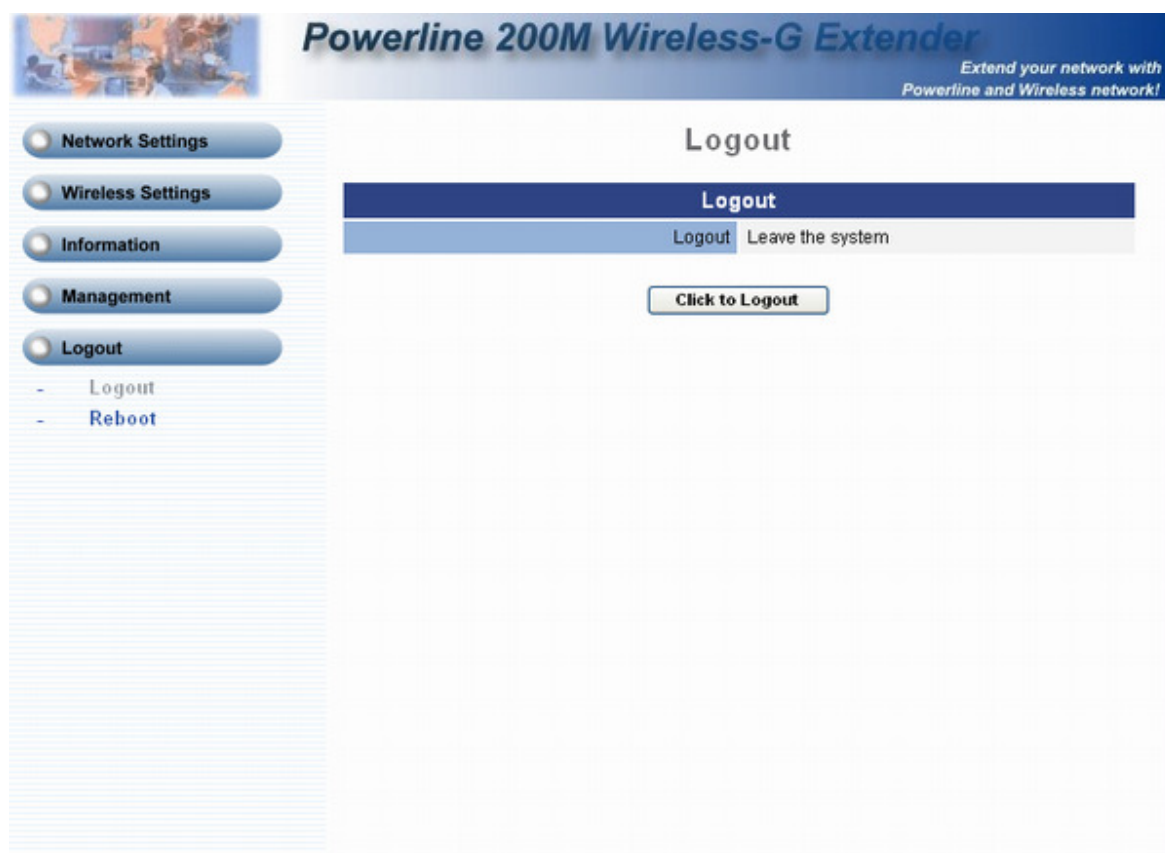 Powerline 200M Wireless-G Extender
Extend your network with
Powerline and Wireless network!
Network Settings
Wireless Settings
Information
Management
Logout
- Logout
- Reboot
Logout
Logout
Logout Leave the system
Click to Logout